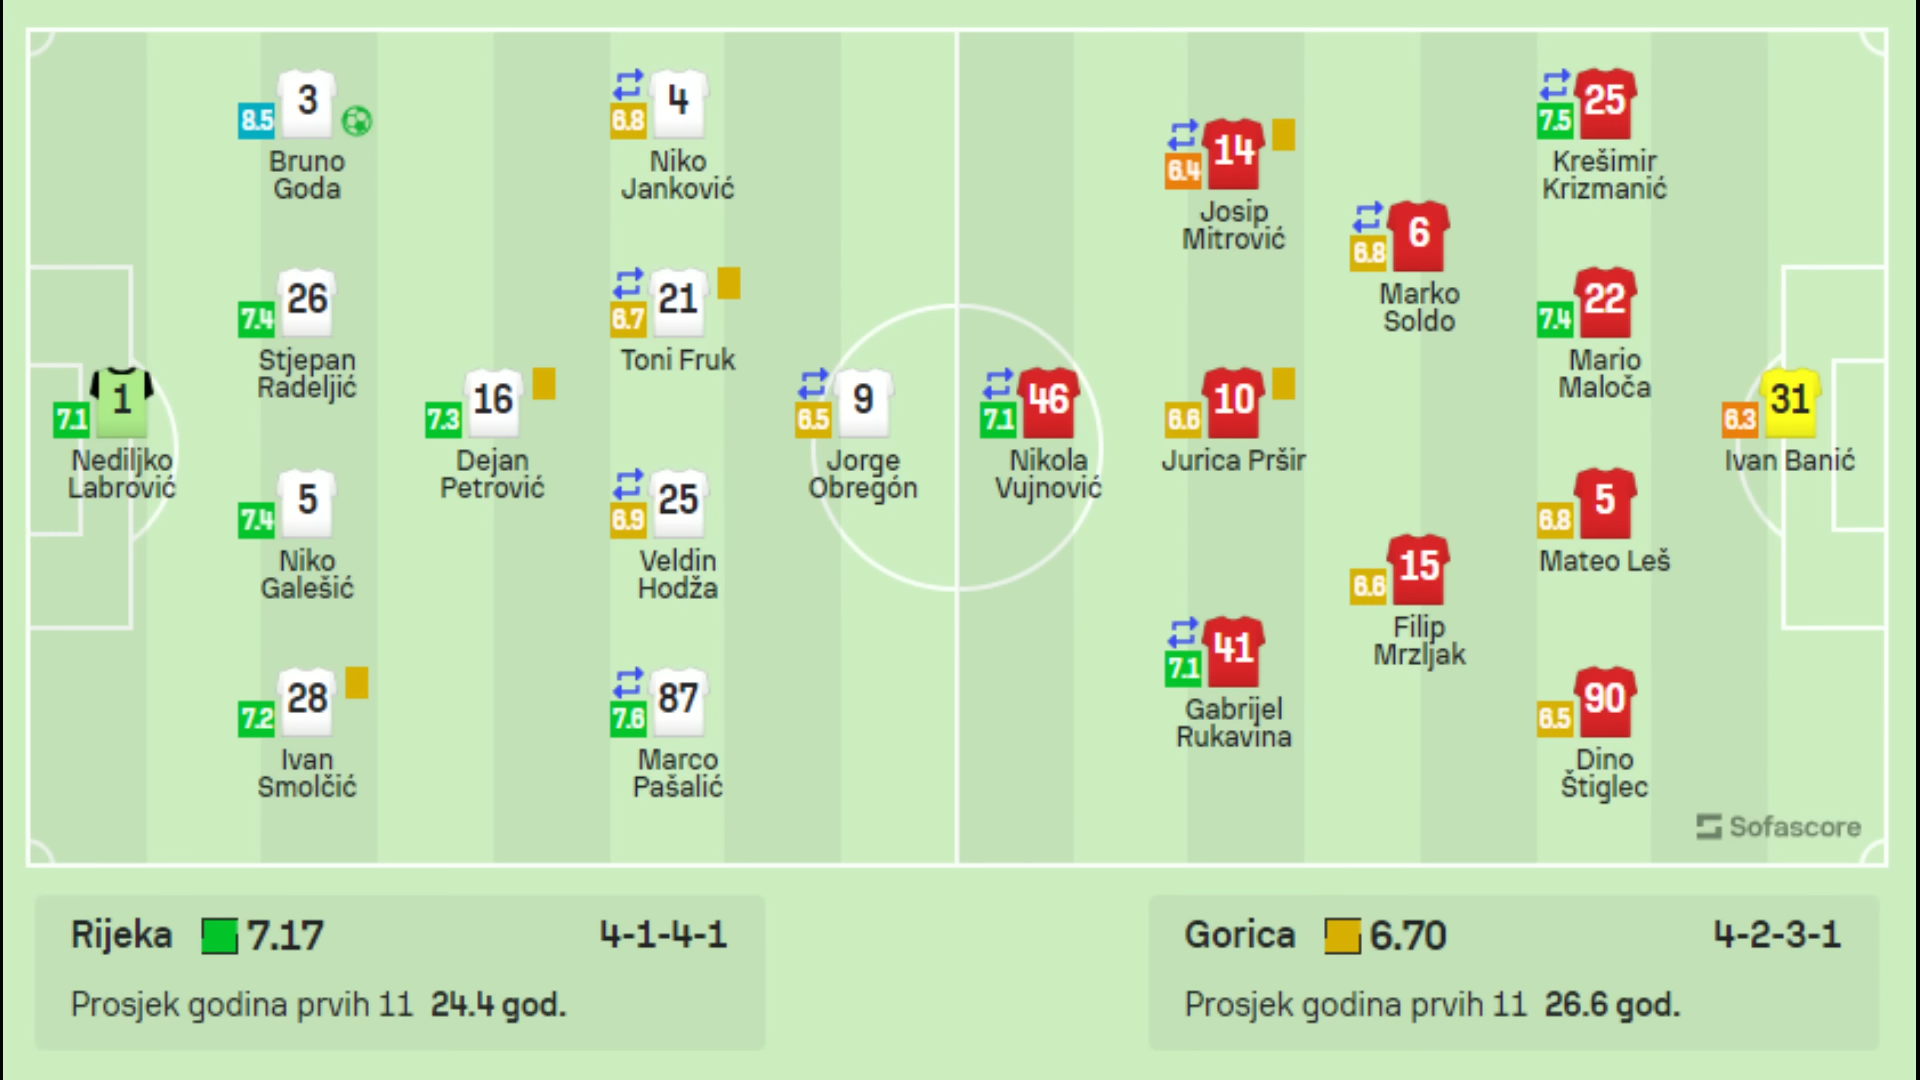 3
8.5
Bruno
Goda
4
6.8
Niko
Janković
14
6.4
Josip
Mitrović
25
7.5
Krešimir
Krizmanić
6
6.8
Marko
Soldo
26
7.4
Stjepan
Radeljić
21
6.7
Toni Fruk
22
7.4
Mario
Maloča
1
7.1
Nediljko
Labrović
16
7.3
Dejan
Petrović
9
6.5
Jorge
Obregón
46
7.1
Nikola
Vujnović
10
6.6
Jurica Pršir
31
6.3
Ivan Banić
5
7.4
Niko
Galešić
25
6.9
Veldin
Hodža
15
6.6
Filip
Mrzljak
5
6.8
Mateo Leš
28
7.2
Ivan
Smolčić
87
7.6
Marco
Pašalić
41
7.1
Gabrijel
Rukavina
90
6.5
Dino
Štiglec
Sofascore
Rijeka 7.17 4-1-4-1
Prosjek godina prvih 11 24.4 god.
Gorica 6.70 4-2-3-1
Prosjek godina prvih 11 26.6 god.